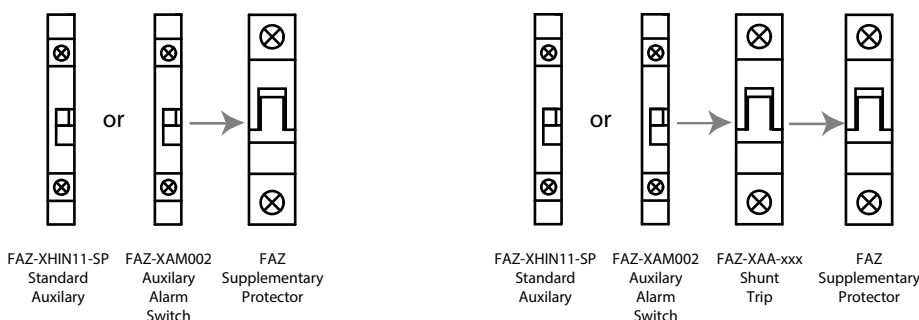 or
FAZ-XHIN11-SP
Standard
Auxilary
FAZ-XAM002
Auxilary
Alarm
Switch
FAZ
Supplementary
Protector
or
FAZ-XHIN11-SP
Standard
Auxilary
FAZ-XAM002
Auxilary
Alarm
Switch
FAZ-XAA-xxx
Shunt
Trip
FAZ
Supplementary
Protector